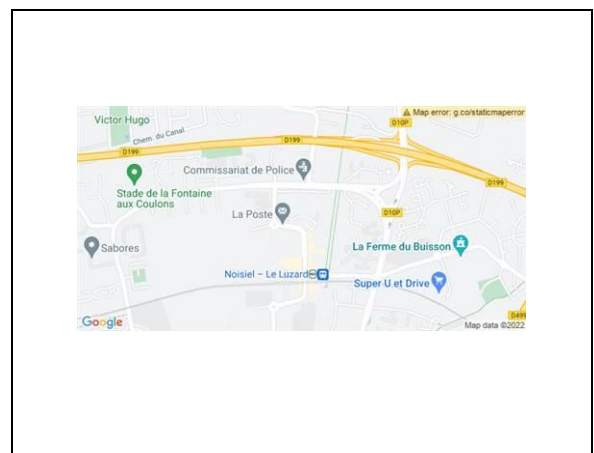 Map error: g.co/staticmaperror
Victor Hugo
D10P
Chem. du Canal
D199
D199
Commissariat de Police
D199
Stade de la Fontaine
aux Coulons
La Poste
D10P
Sabores
La Ferme du Buisson
Noisiel – Le Luzard
Super U et Drive
Google
D499
Map data ©2022